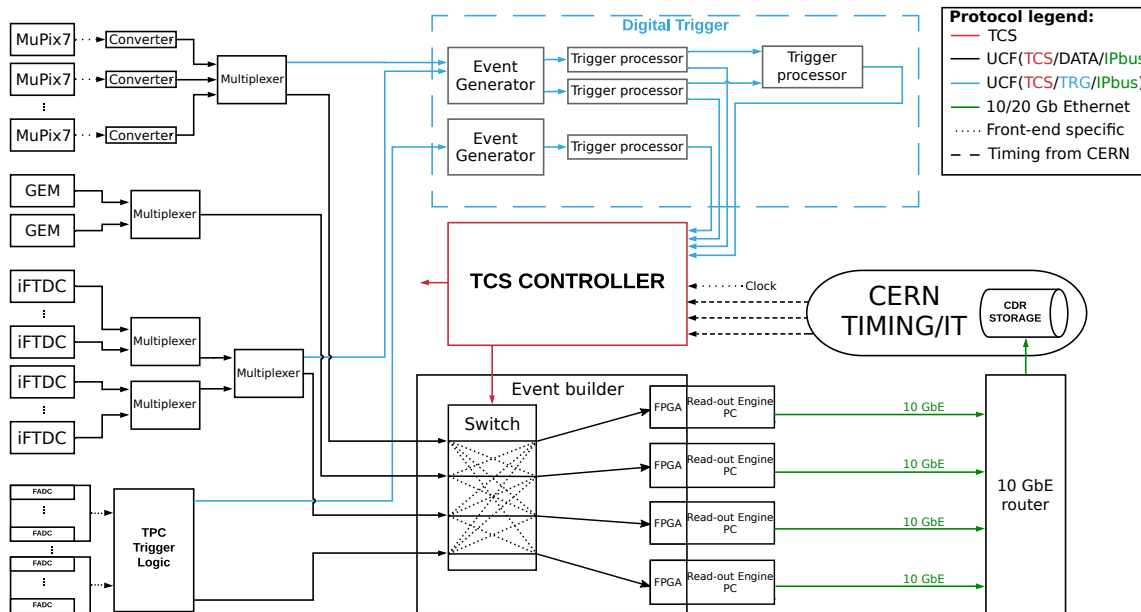 MuPix7
Converter
MuPix7
Converter
MuPix7
Converter
Multiplexer
GEM
GEM
Multiplexer
iFTDC
iFTDC
iFTDC
iFTDC
Multiplexer
Multiplexer
Multiplexer
FADC
FADC
FADC
FADC
TPC
Trigger
Logic
Digital Trigger
Event
Generator
Trigger processor
Trigger processor
Trigger
processor
Event
Generator
Trigger processor
TCS CONTROLLER
Clock
CERN
TIMING/IT
CDR
STORAGE
Event builder
Switch
FPGA
Read-out Engine
PC
10 GbE
FPGA
Read-out Engine
PC
10 GbE
FPGA
Read-out Engine
PC
10 GbE
FPGA
Read-out Engine
PC
10 GbE
10 GbE
router
Protocol legend:
TCS
UCF(TCS/DATA/IPbus
UCF(TCS/TRG/IPbus)
10/20 Gb Ethernet
Front-end specific
Timing from CERN